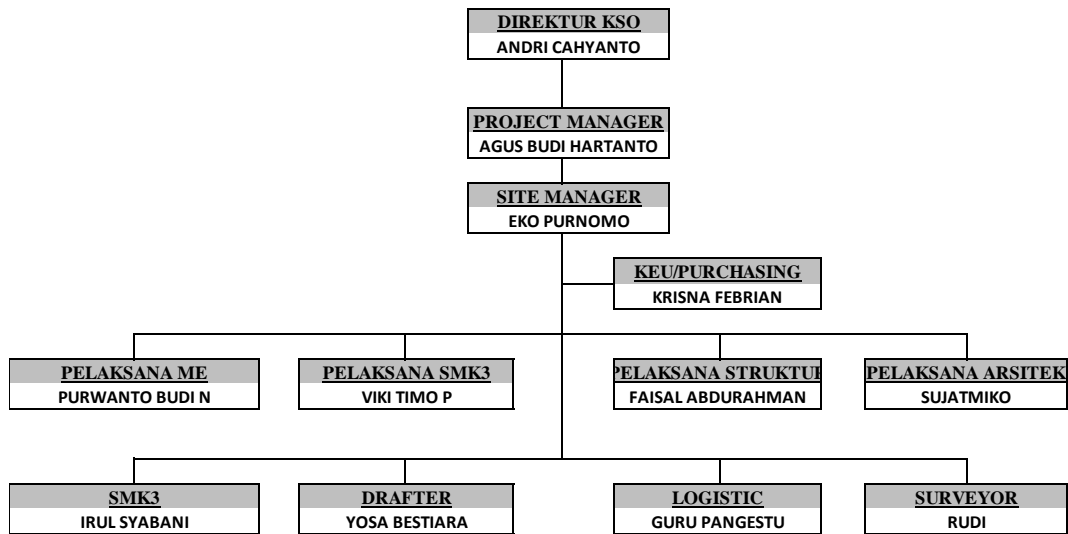 DIREKTUR KSO
ANDRI CAHYANTO
PROJECT MANAGER
AGUS BUDI HARTANTO
SITE MANAGER
EKO PURNOMO
KEU/PURCHASING
KRISNA FEBRIAN
PELAKSANA ME
PURWANTO BUDI N
PELAKSANA SMK3
VIKI TIMO P
PELAKSANA STRUKTUR
FAISAL ABDURAHMAN
PELAKSANA ARSITEK
SUJATMIKO
SMK3
IRUL SYABANI
DRAFTER
YOSA BESTIARA
LOGISTIC
GURU PANGESTU
SURVEYOR
RUDI